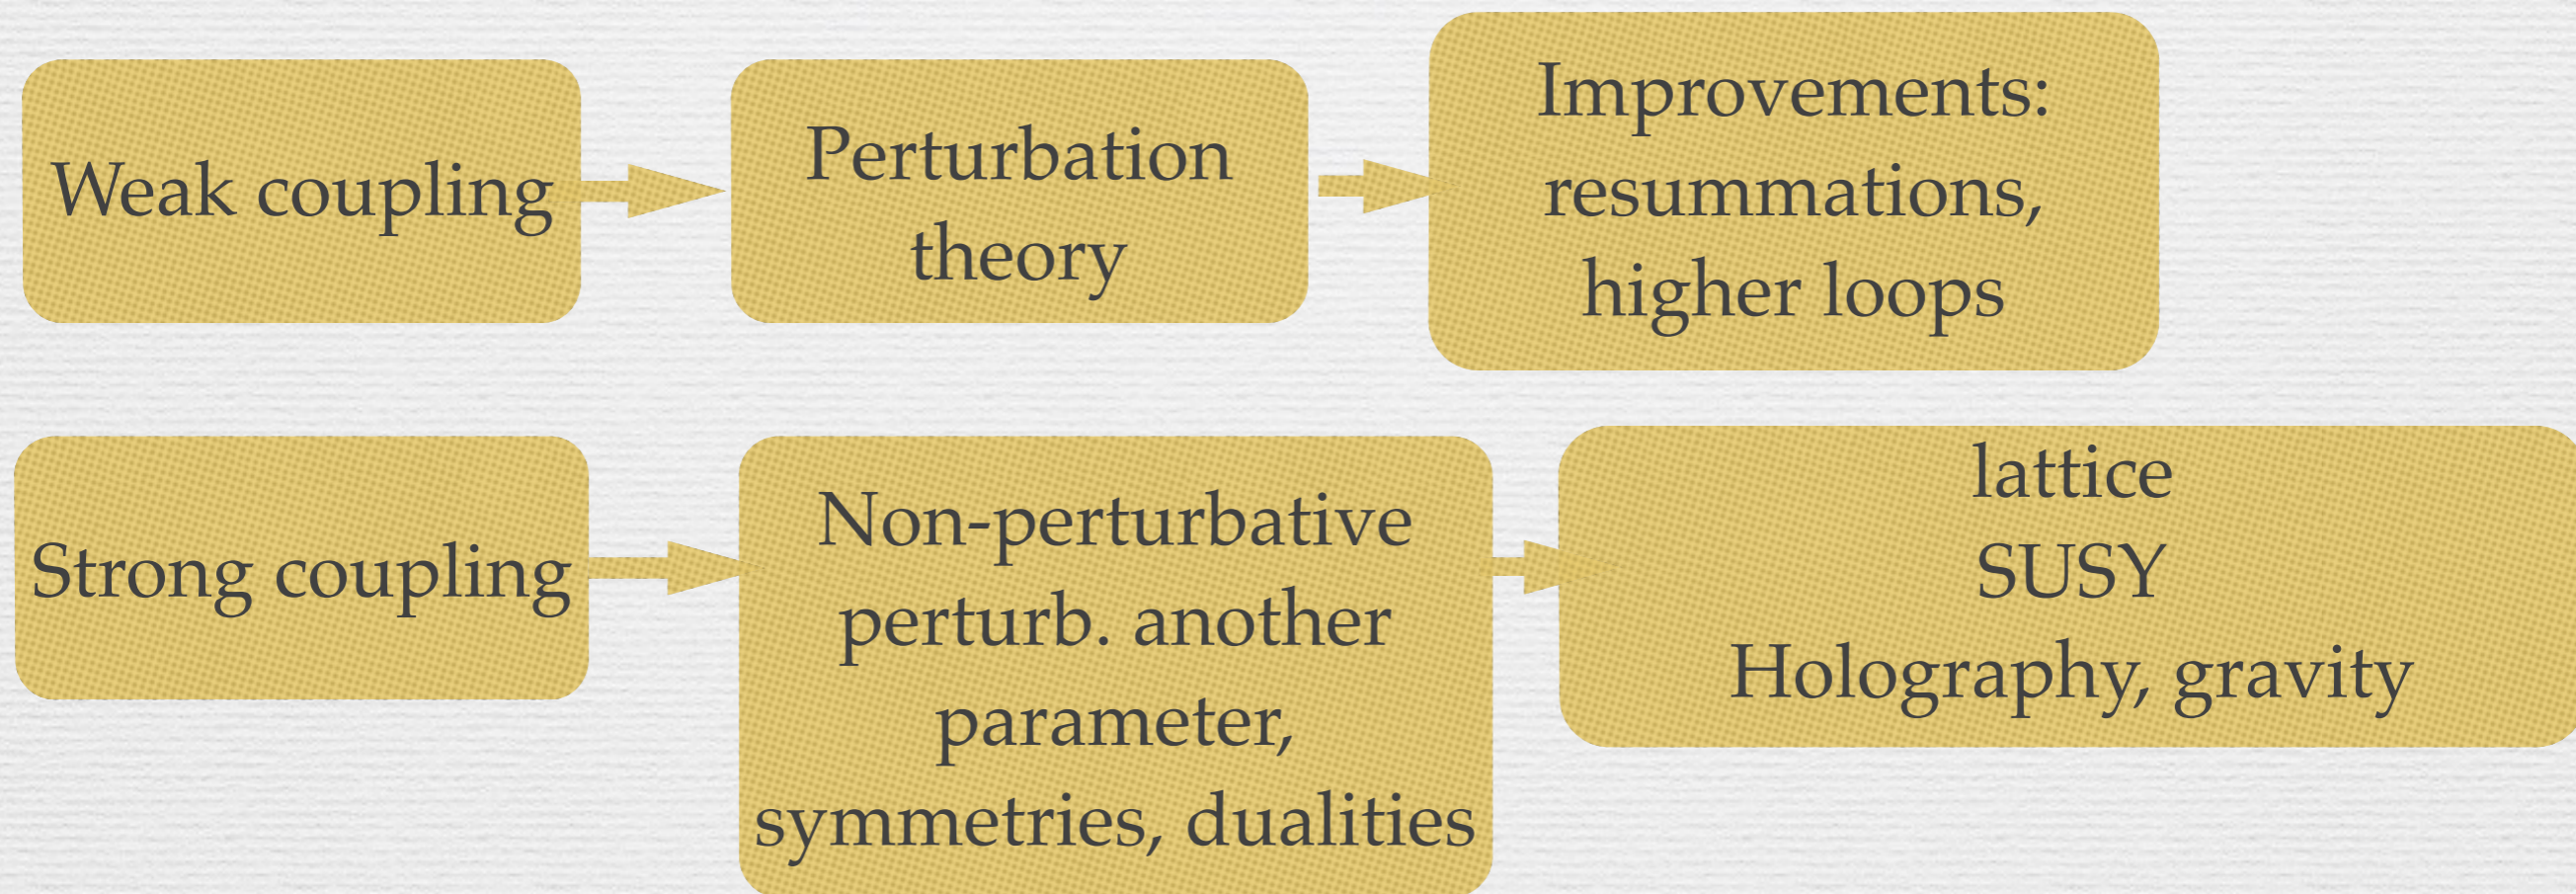 Weak coupling
Perturbation
theory
Improvements:
resummations,
higher loops
Strong coupling
Non-perturbative
perturb. another
parameter,
symmetries, dualities
lattice
SUSY
Holography, gravity